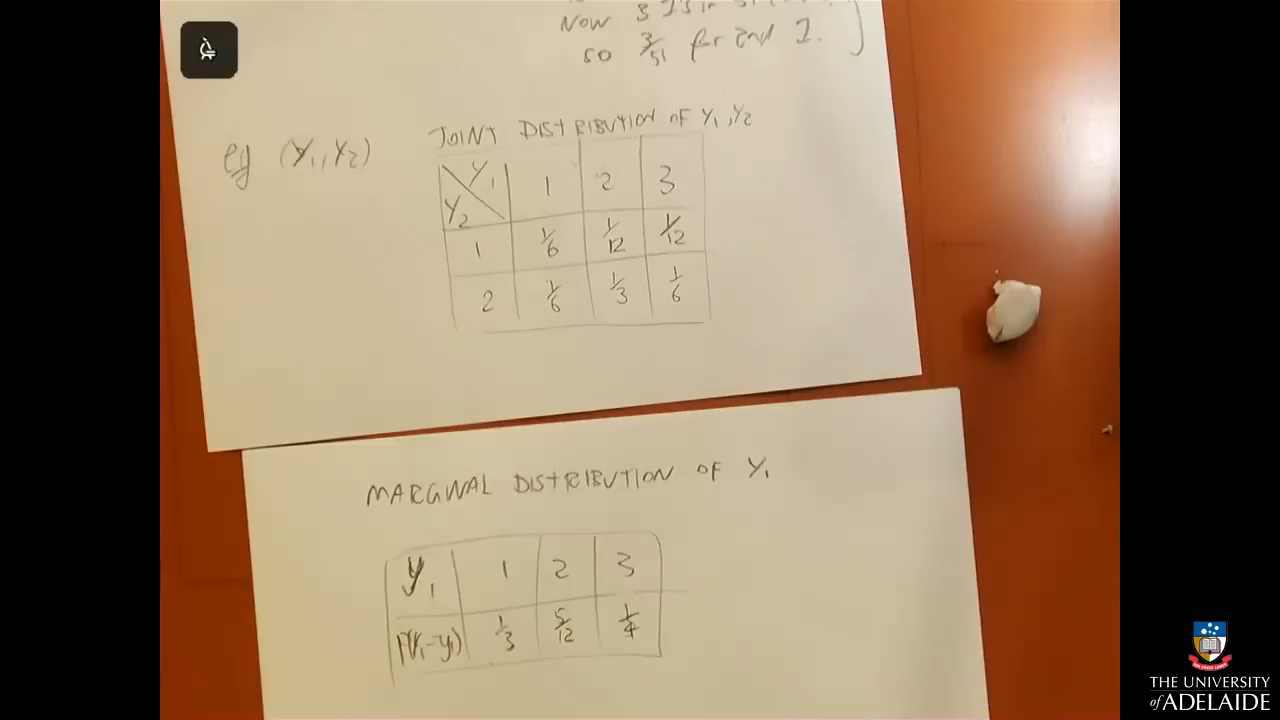 Now 3 J's in
so 3/51 for 2nd J.
eg (Y₁, Y₂)
JOINT DISTRIBUTION OF Y₁, Y₂
Y₁ 1 2 3
Y₂
1 1/6 1/12 1/12
2 1/6 1/3 1/6
MARGINAL DISTRIBUTION OF Y₁
y₁ 1 2 3
P(Y₁=y₁) 1/3 5/12 1/4
THE UNIVERSITY
of ADELAIDE